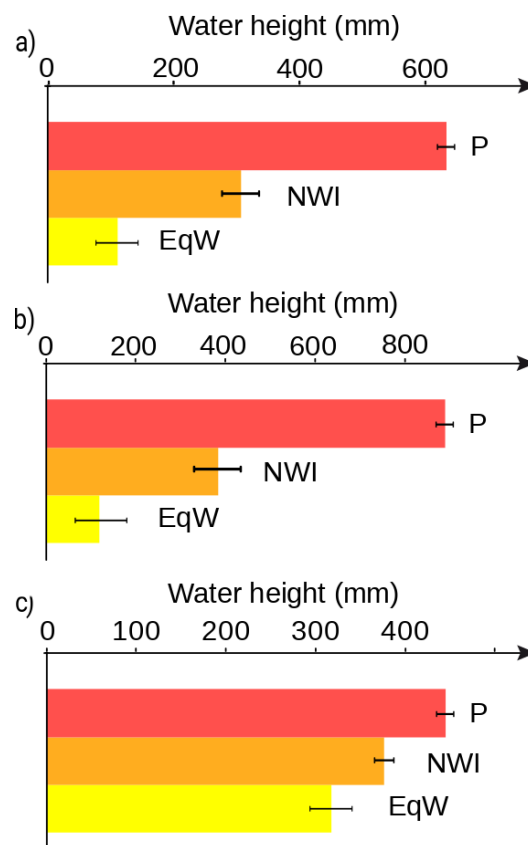 Water height (mm)
a)
0 200 400 600
P
NWI
EqW
Water height (mm)
b)
0 200 400 600 800
P
NWI
EqW
Water height (mm)
c)
0 100 200 300 400
P
NWI
EqW